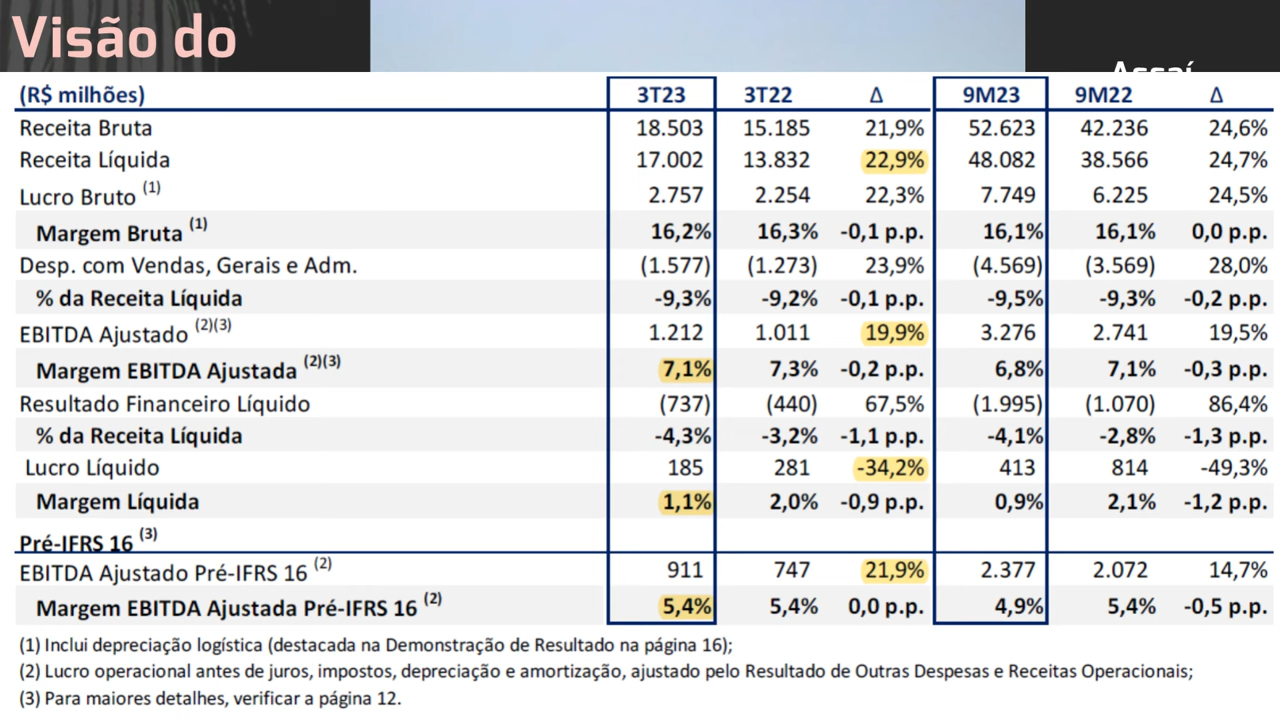 Visão do
Assaí
(R$ milhões) 3T23 3T22 Δ 9M23 9M22 Δ
Receita Bruta 18.503 15.185 21,9% 52.623 42.236 24,6%
Receita Líquida 17.002 13.832 22,9% 48.082 38.566 24,7%
Lucro Bruto (1) 2.757 2.254 22,3% 7.749 6.225 24,5%
Margem Bruta (1) 16,2% 16,3% -0,1 p.p. 16,1% 16,1% 0,0 p.p.
Desp. com Vendas, Gerais e Adm. (1.577) (1.273) 23,9% (4.569) (3.569) 28,0%
% da Receita Líquida -9,3% -9,2% -0,1 p.p. -9,5% -9,3% -0,2 p.p.
EBITDA Ajustado (2)(3) 1.212 1.011 19,9% 3.276 2.741 19,5%
Margem EBITDA Ajustada (2)(3) 7,1% 7,3% -0,2 p.p. 6,8% 7,1% -0,3 p.p.
Resultado Financeiro Líquido (737) (440) 67,5% (1.995) (1.070) 86,4%
% da Receita Líquida -4,3% -3,2% -1,1 p.p. -4,1% -2,8% -1,3 p.p.
Lucro Líquido 185 281 -34,2% 413 814 -49,3%
Margem Líquida 1,1% 2,0% -0,9 p.p. 0,9% 2,1% -1,2 p.p.
Pré-IFRS 16 (3)
EBITDA Ajustado Pré-IFRS 16 (2) 911 747 21,9% 2.377 2.072 14,7%
Margem EBITDA Ajustada Pré-IFRS 16 (2) 5,4% 5,4% 0,0 p.p. 4,9% 5,4% -0,5 p.p.
(1) Inclui depreciação logística (destacada na Demonstração de Resultado na página 16);
(2) Lucro operacional antes de juros, impostos, depreciação e amortização, ajustado pelo Resultado de Outras Despesas e Receitas Operacionais;
(3) Para maiores detalhes, verificar a página 12.